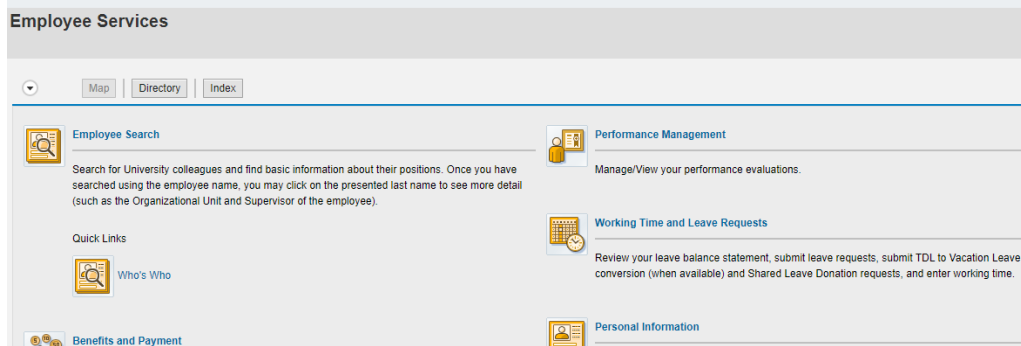 Employee Services
Map
Directory
Index
Employee Search
Search for University colleagues and find basic information about their positions. Once you have
searched using the employee name, you may click on the presented last name to see more detail
(such as the Organizational Unit and Supervisor of the employee).
Quick Links
Who's Who
Benefits and Payment
Performance Management
Manage/View your performance evaluations.
Working Time and Leave Requests
Review your leave balance statement, submit leave requests, submit TDL to Vacation Leave
conversion (when available) and Shared Leave Donation requests, and enter working time.
Personal Information